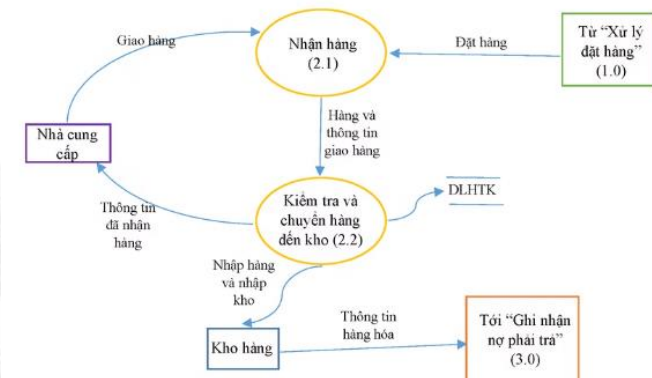 Giao hàng
Nhận hàng
(2.1)
Đặt hàng
Từ “Xử lý
đặt hàng”
(1.0)
Hàng và
thông tin
giao hàng
Nhà cung
cấp
Thông tin
đã nhận
hàng
Kiểm tra và
chuyển hàng
đến kho (2.2)
DLHTK
Nhập hàng
và nhập
kho
Kho hàng
Thông tin
hàng hóa
Tới “Ghi nhận
nợ phải trả”
(3.0)